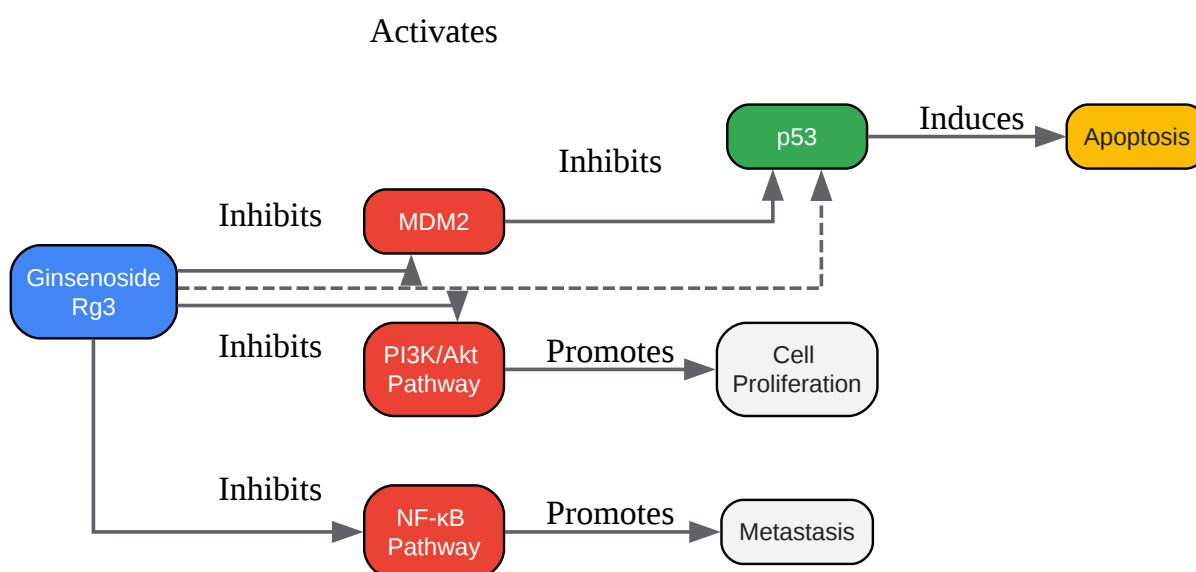 Activates
p53
Induces
Apoptosis
Inhibits
Inhibits
MDM2
Ginsenoside
Rg3
Inhibits
PI3K/Akt
Pathway
Promotes
Cell
Proliferation
Inhibits
NF-κB
Pathway
Promotes
Metastasis